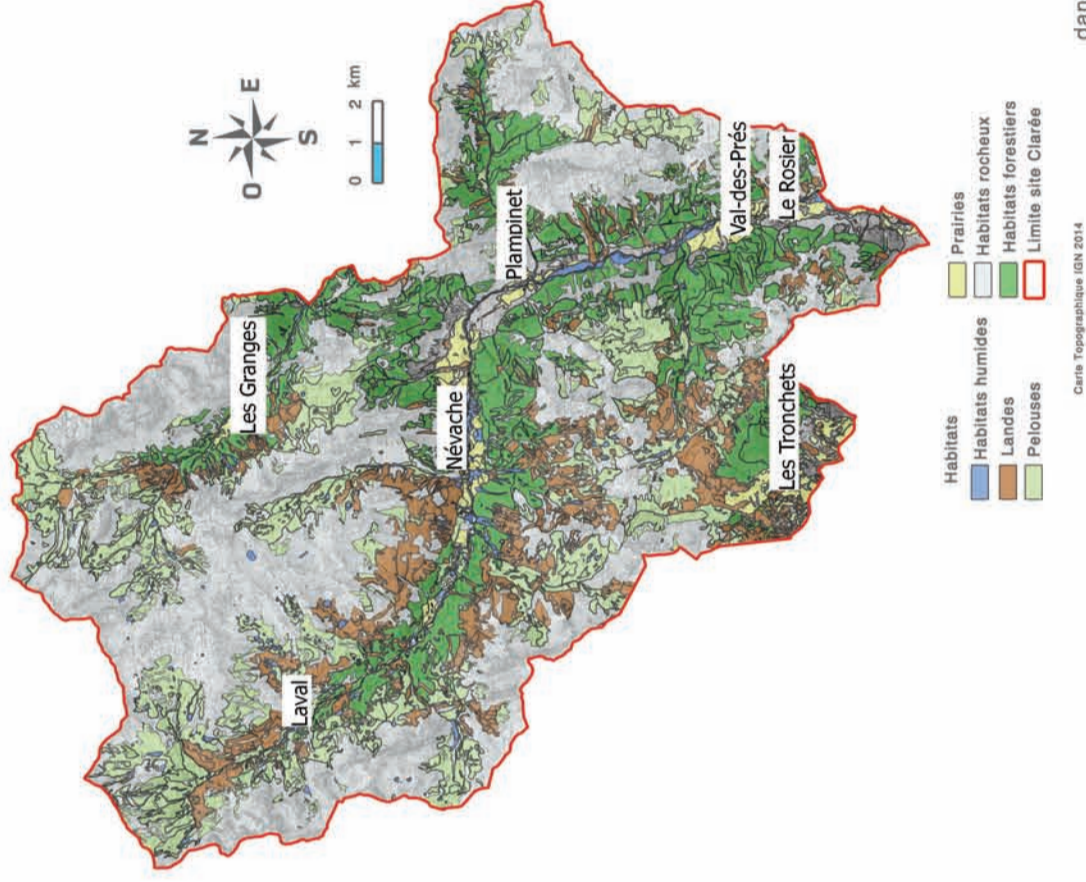 N
O
E
S
0 1 2 km
Les Granges
Plampinet
Névache
Val-des-Prés
Le Rosier
Laval
Les Tronchets
Habitats
Habitats humides
Landes
Pelouses
Prairies
Habitats rocheux
Habitats forestiers
Limite site Clarée
Carte Topographique IGN 2014
dan